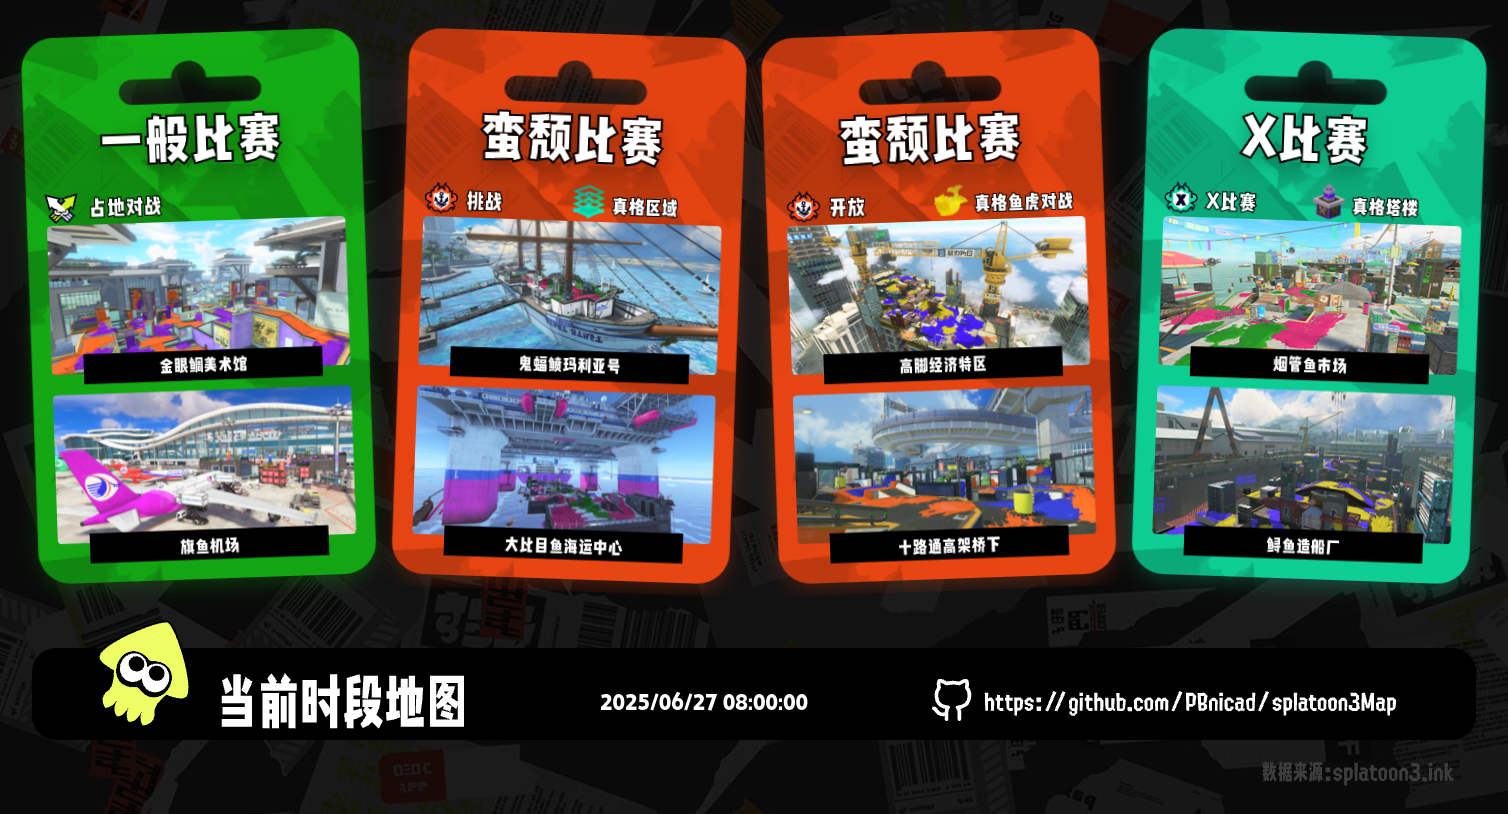 一般比赛
占地对战
金眼鲷美术馆
旗鱼机场
蛮颓比赛
挑战
真格区域
鬼蝠鲼玛利亚号
大比目鱼海运中心
蛮颓比赛
开放
真格鱼虎对战
高脚经济特区
十路通高架桥下
X比赛
X比赛
真格塔楼
烟管鱼市场
鲟鱼造船厂
当前时段地图
2025/06/27 08:00:00
https://github.com/PBnicad/splatoon3Map
数据来源:splatoon3.ink